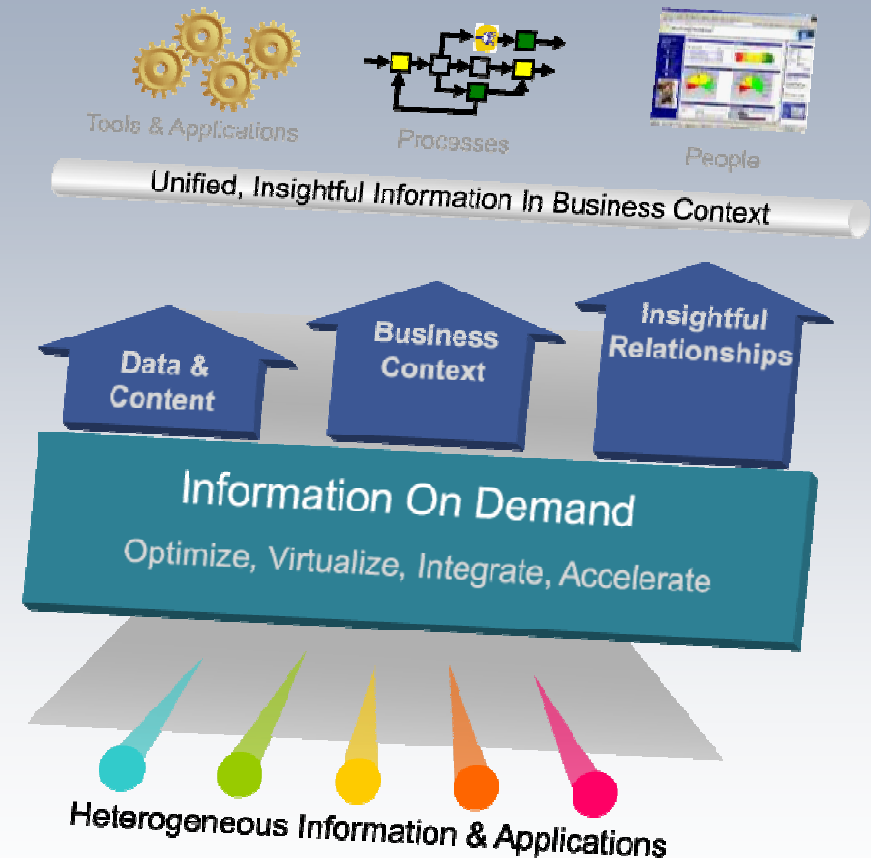 Tools & Applications
Processes
People
Unified, Insightful Information In Business Context
Data &
Content
Business
Context
Insightful
Relationships
Information On Demand
Optimize, Virtualize, Integrate, Accelerate
Heterogeneous Information & Applications